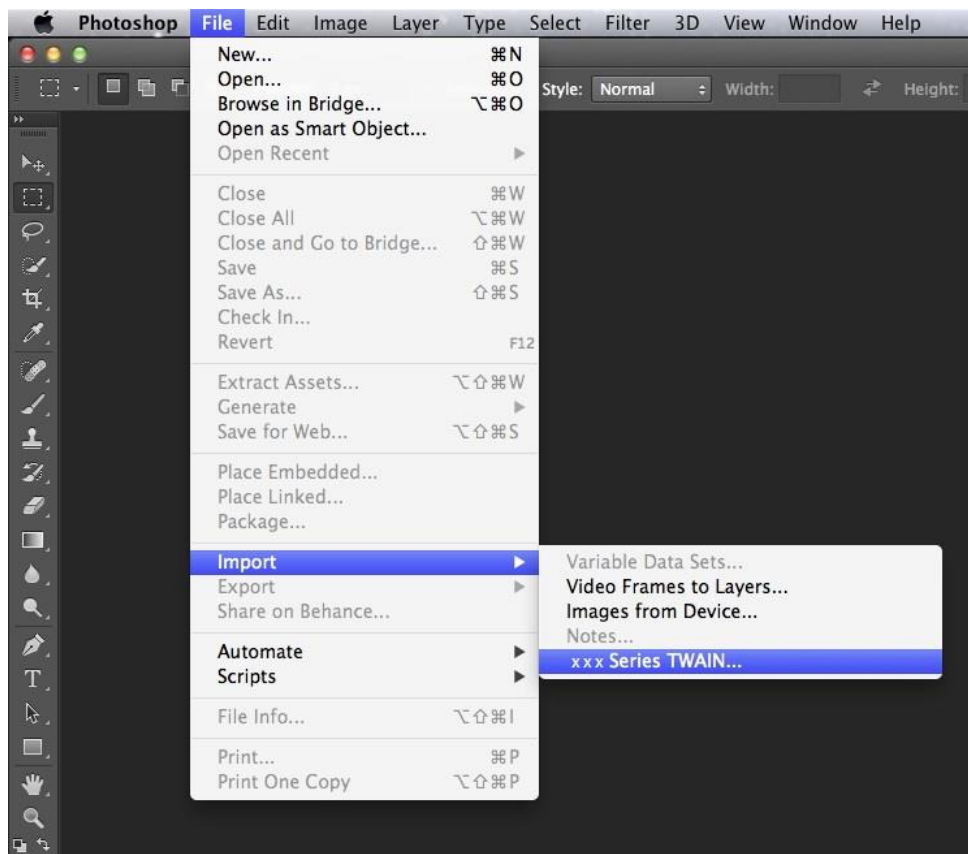 Photoshop File Edit Image Layer Type Select Filter 3D View Window Help
Style: Normal Width: Height:
New... ⌘N
Open... ⌘O
Browse in Bridge... ⌥⌘O
Open as Smart Object...
Open Recent
Close ⌘W
Close All ⌥⌘W
Close and Go to Bridge... ⇧⌘W
Save ⌘S
Save As... ⇧⌘S
Check In...
Revert F12
Extract Assets... ⌥⇧⌘W
Generate
Save for Web... ⌥⇧⌘S
Place Embedded...
Place Linked...
Package...
Import
Export
Share on Behance...
Automate
Scripts
File Info... ⌥⇧⌘I
Print... ⌘P
Print One Copy ⌥⇧⌘P
Variable Data Sets...
Video Frames to Layers...
Images from Device...
Notes...
xxx Series TWAIN...